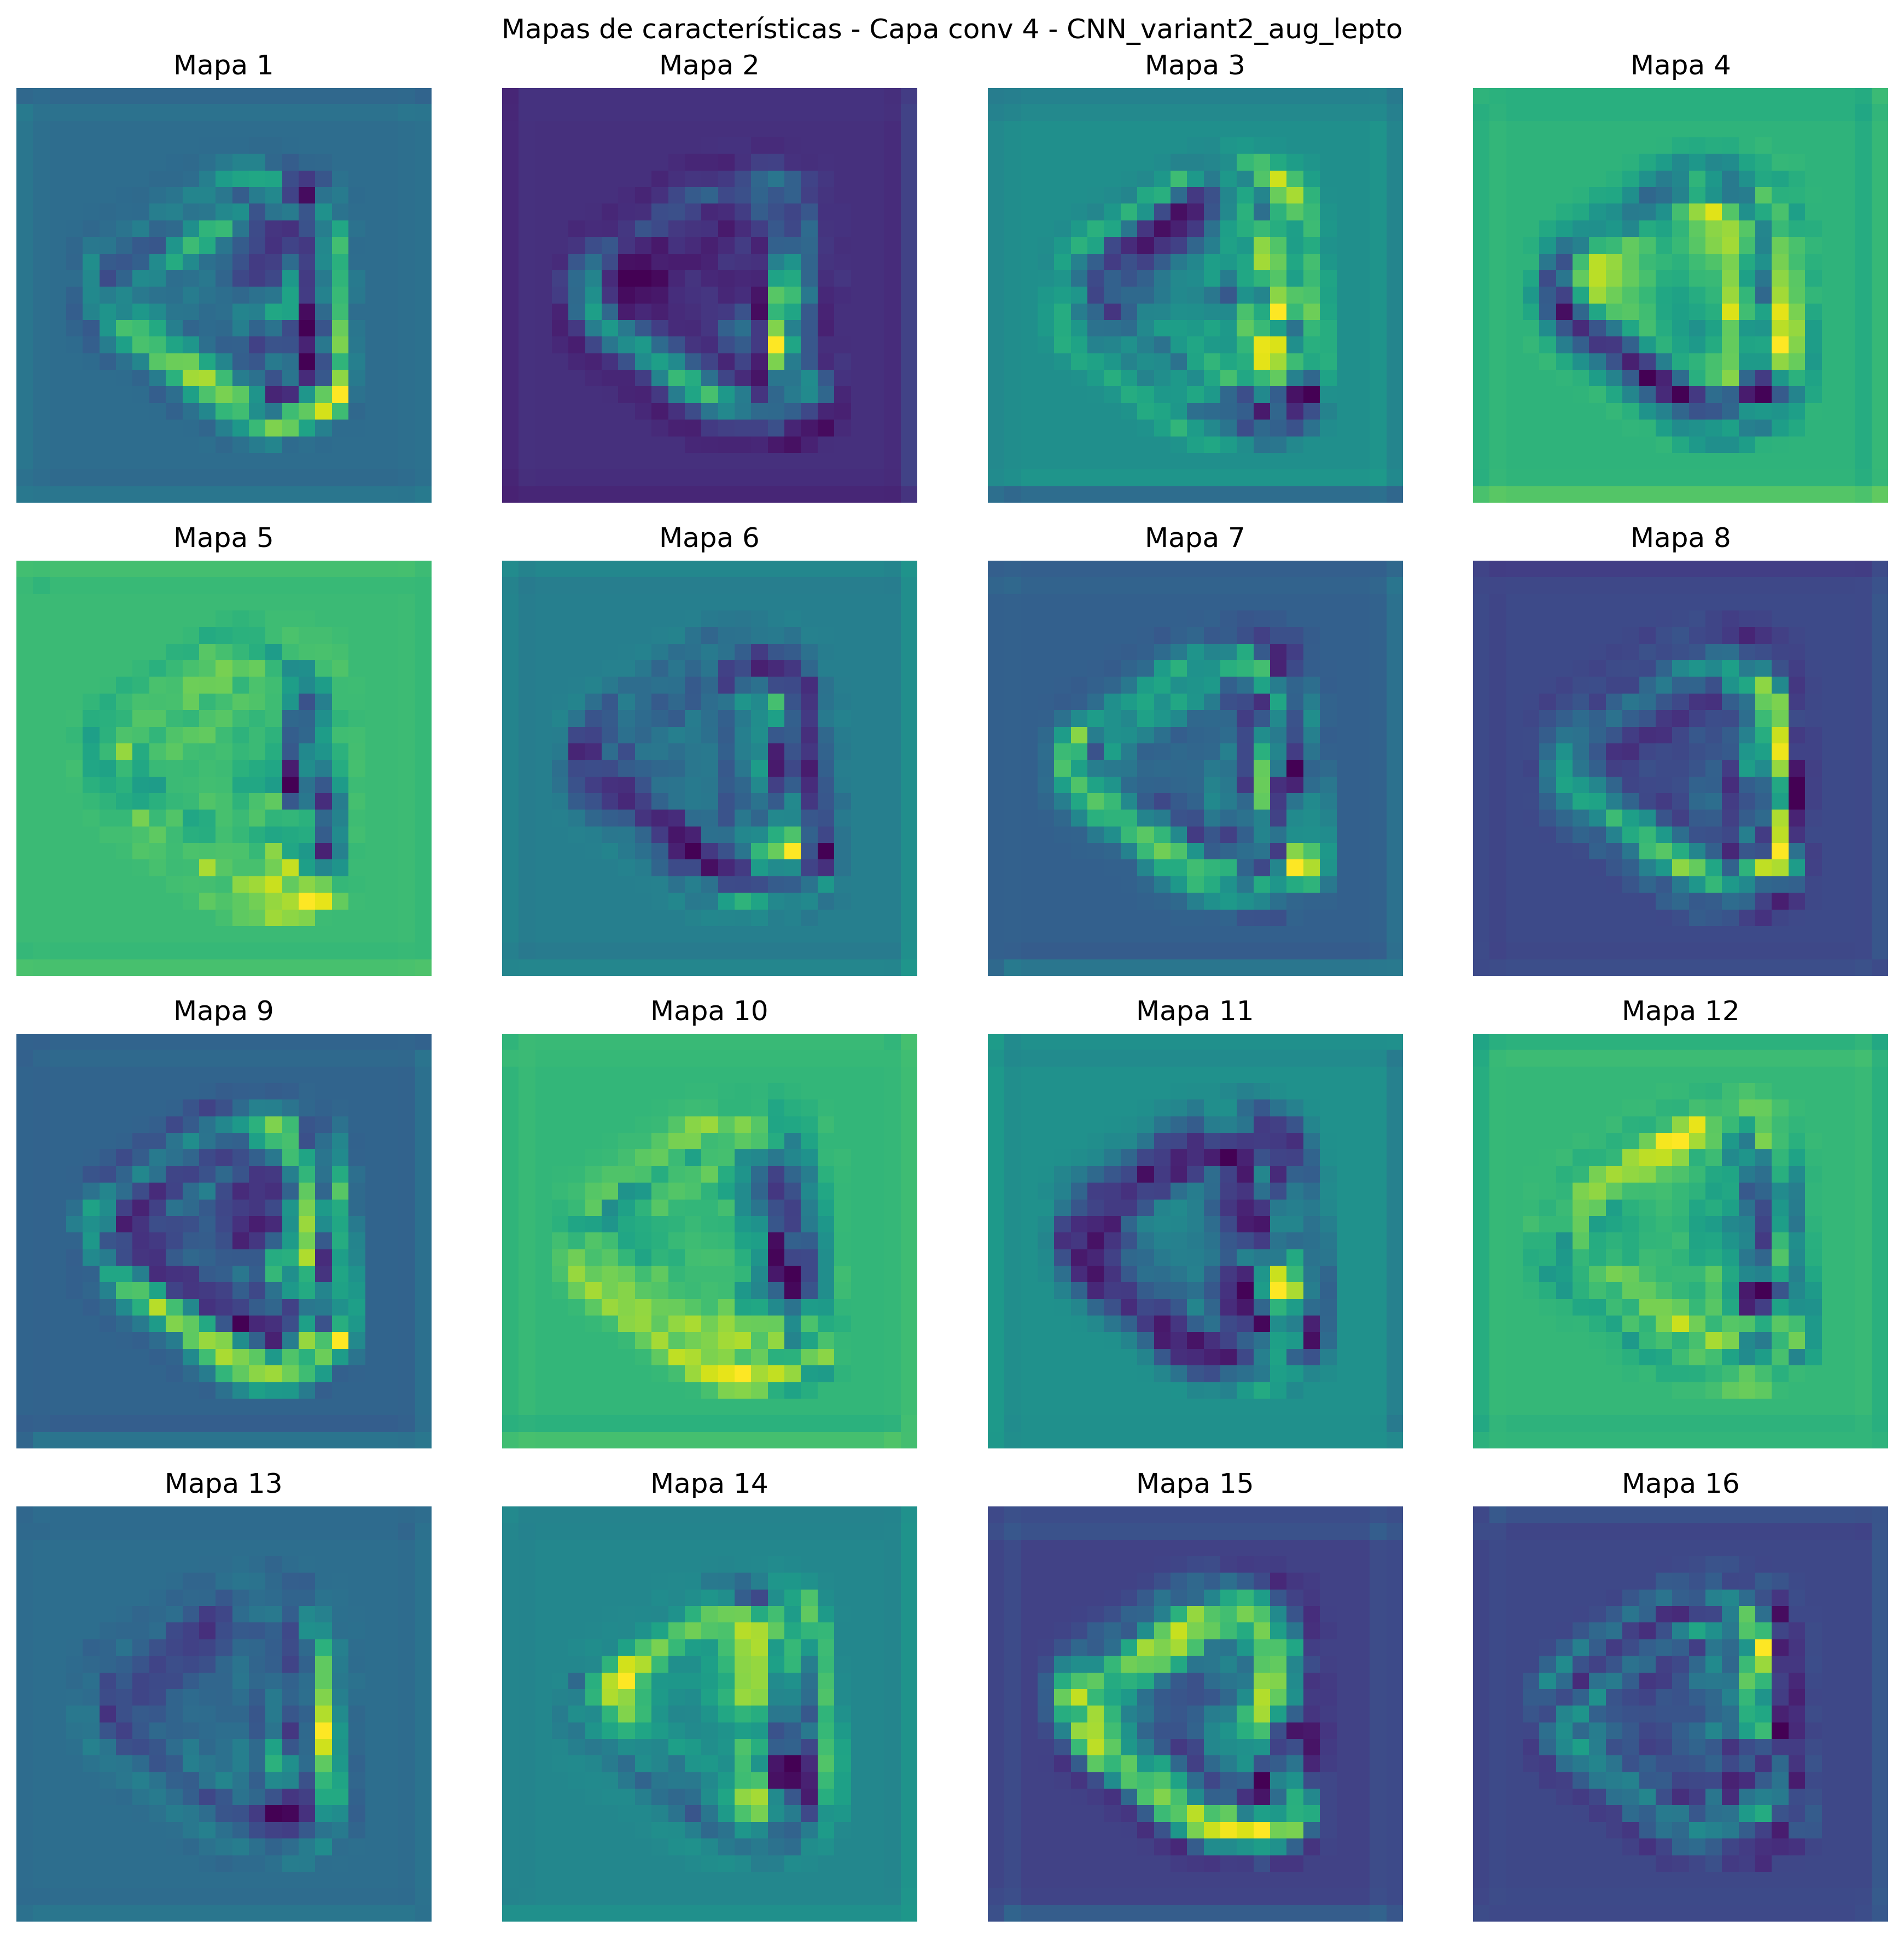 Mapas de características - Capa conv 4 - CNN_variant2_aug_lepto
Mapa 1
Mapa 2
Mapa 3
Mapa 4
Mapa 5
Mapa 6
Mapa 7
Mapa 8
Mapa 9
Mapa 10
Mapa 11
Mapa 12
Mapa 13
Mapa 14
Mapa 15
Mapa 16